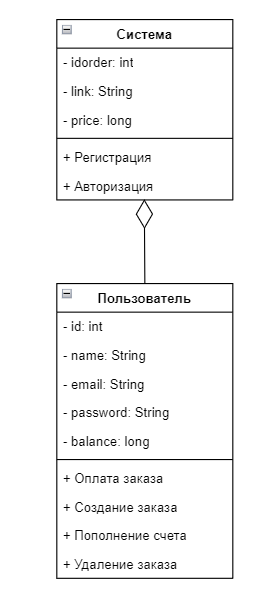 Система
- idorder: int
- link: String
- price: long
+ Регистрация
+ Авторизация
Пользователь
- id: int
- name: String
- email: String
- password: String
- balance: long
+ Оплата заказа
+ Создание заказа
+ Пополнение счета
+ Удаление заказа